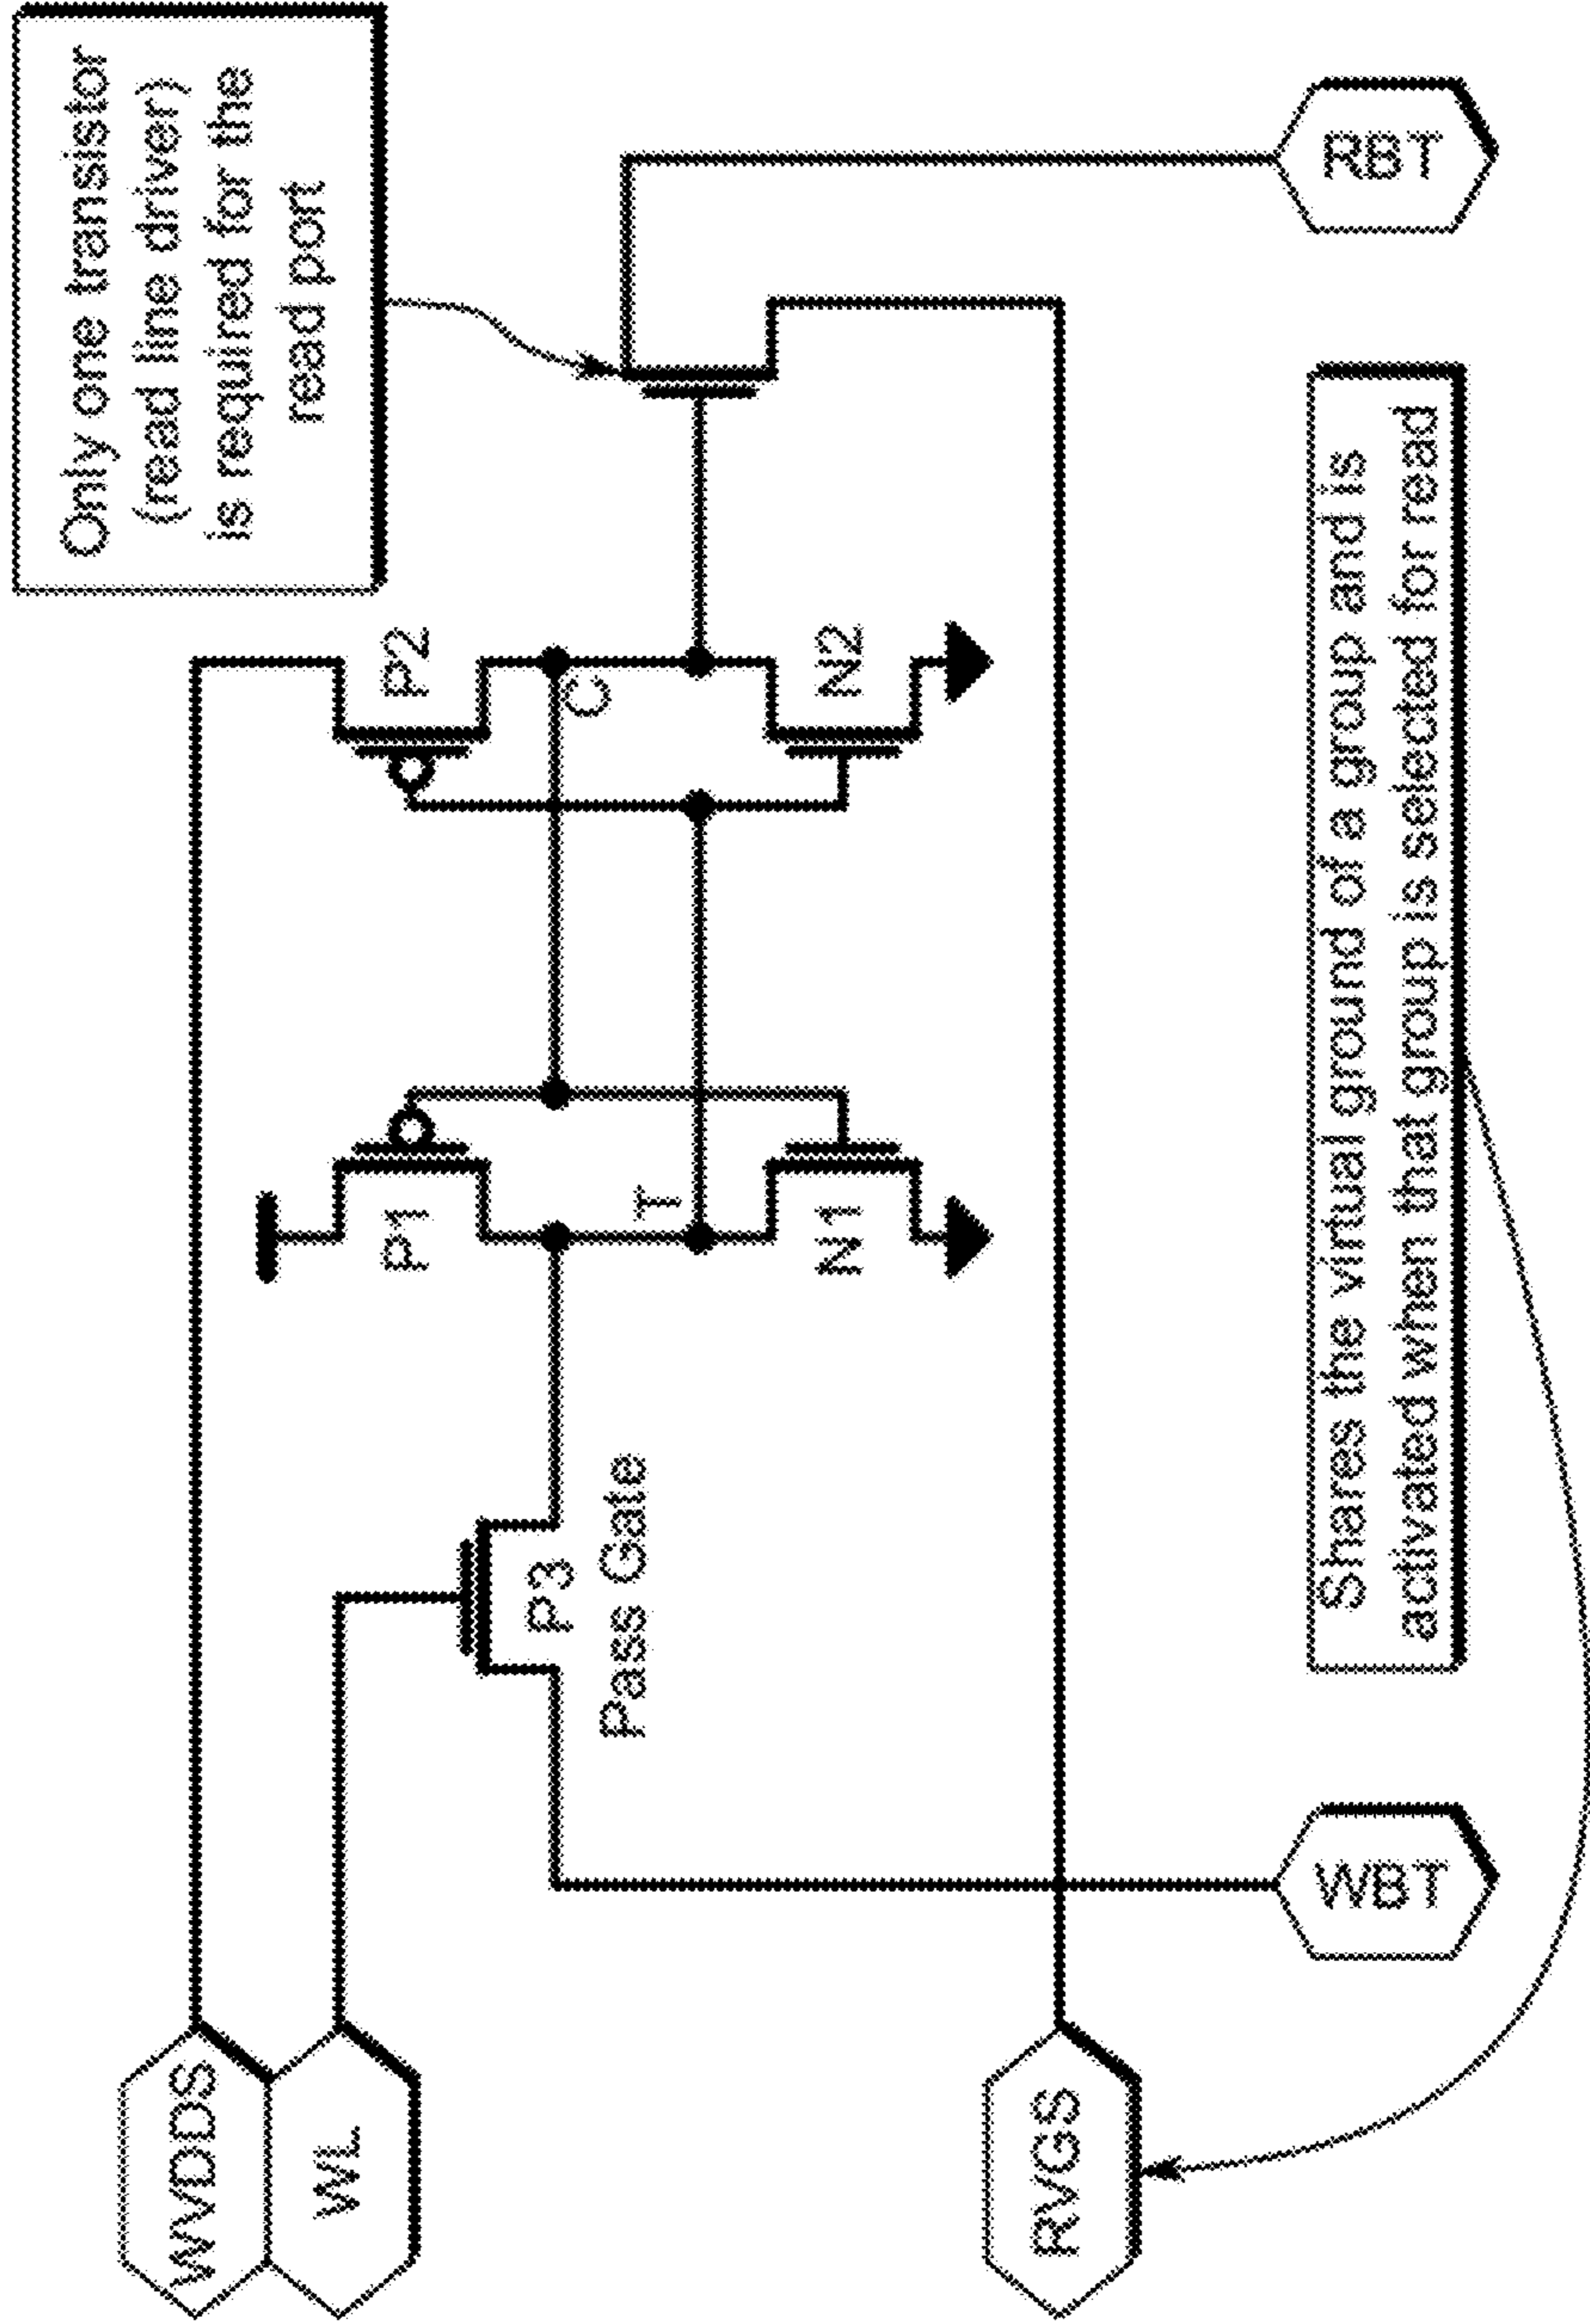 Only one transistor
(read line driver)
is required for the
read port
WVDDS
WL
P1
P2
P3
Pass Gate
T
C
N1
N2
RVGS
WBT
RBT
Shares the virtual ground of a group and is
activated when that group is selected for read